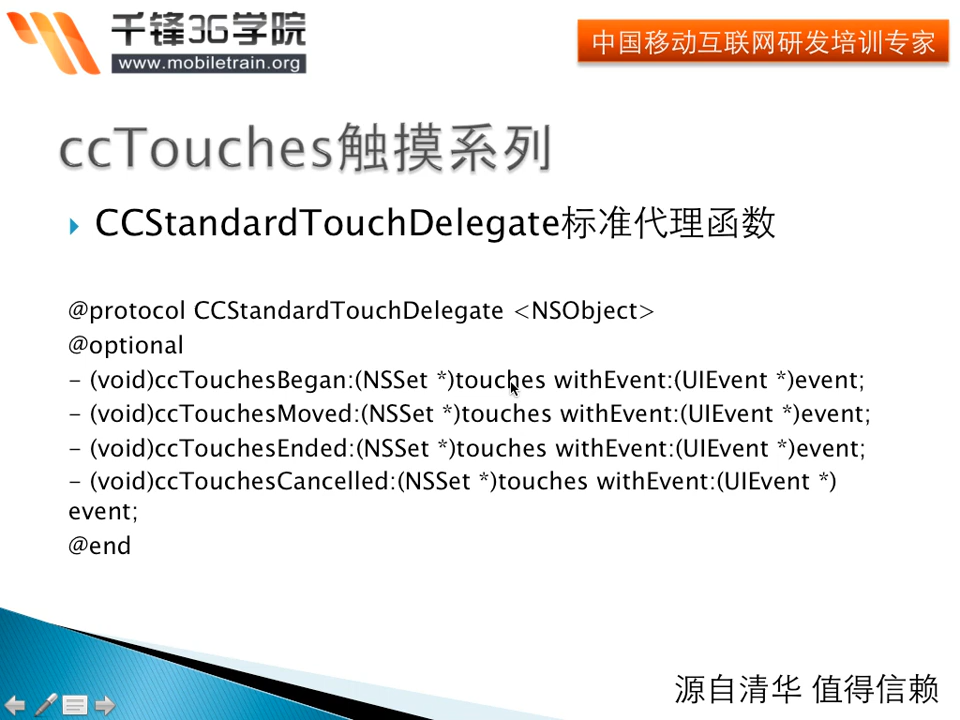 千锋3G学院
www.mobiletrain.org
中国移动互联网研发培训专家
ccTouches触摸系列
CCStandardTouchDelegate标准代理函数
@protocol CCStandardTouchDelegate <NSObject>
@optional
- (void)ccTouchesBegan:(NSSet *)touches withEvent:(UIEvent *)event;
- (void)ccTouchesMoved:(NSSet *)touches withEvent:(UIEvent *)event;
- (void)ccTouchesEnded:(NSSet *)touches withEvent:(UIEvent *)event;
- (void)ccTouchesCancelled:(NSSet *)touches withEvent:(UIEvent *)
event;
@end
源自清华 值得信赖